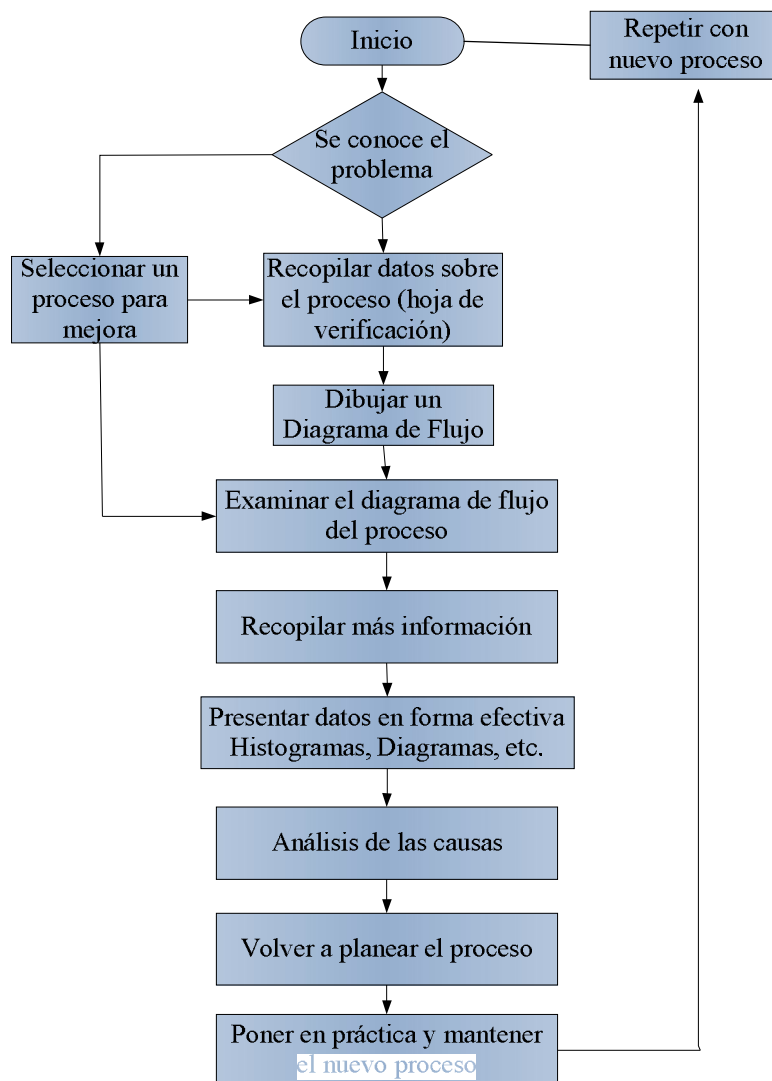 Inicio
Repetir con
nuevo proceso
Se conoce el
problema
Seleccionar un
proceso para
mejora
Recopilar datos sobre
el proceso (hoja de
verificación)
Dibujar un
Diagrama de Flujo
Examinar el diagrama de flujo
del proceso
Recopilar más información
Presentar datos en forma efectiva
Histogramas, Diagramas, etc.
Análisis de las causas
Volver a planear el proceso
Poner en práctica y mantener
el nuevo proceso